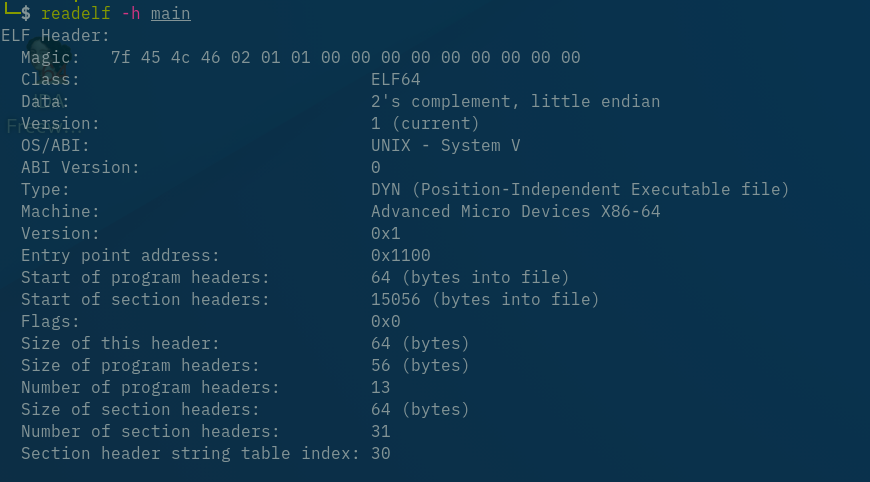 └─$ readelf -h main
ELF Header:
  Magic:   7f 45 4c 46 02 01 01 00 00 00 00 00 00 00 00 00
  Class:                             ELF64
  Data:                              2's complement, little endian
  Version:                           1 (current)
  OS/ABI:                            UNIX - System V
  ABI Version:                       0
  Type:                              DYN (Position-Independent Executable file)
  Machine:                           Advanced Micro Devices X86-64
  Version:                           0x1
  Entry point address:               0x1100
  Start of program headers:          64 (bytes into file)
  Start of section headers:          15056 (bytes into file)
  Flags:                             0x0
  Size of this header:               64 (bytes)
  Size of program headers:           56 (bytes)
  Number of program headers:         13
  Size of section headers:           64 (bytes)
  Number of section headers:         31
  Section header string table index: 30